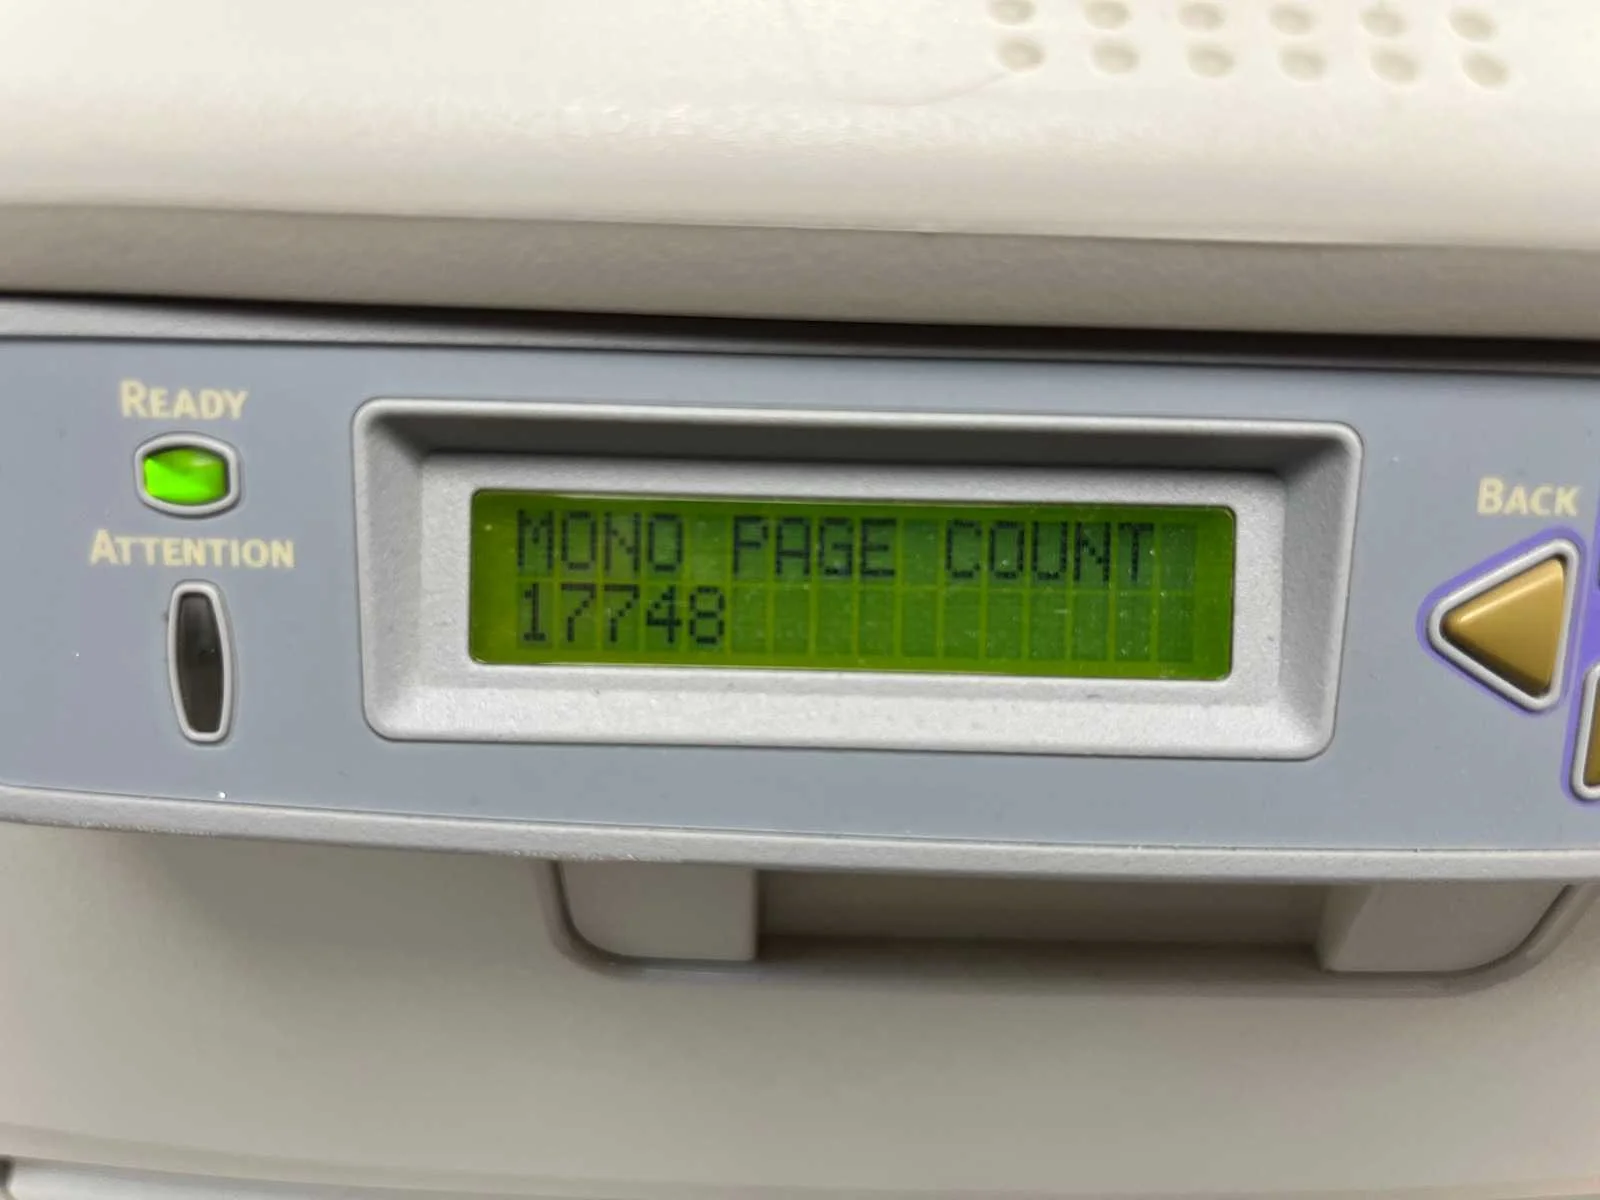 READY
ATTENTION
MONO PAGE COUNT
17748
BACK